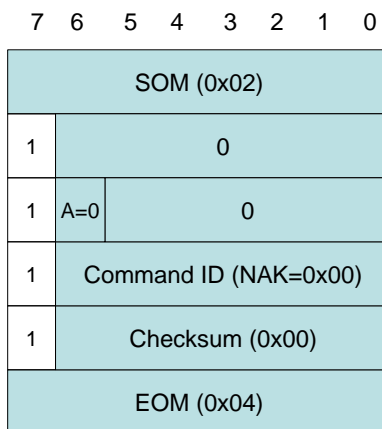 7 6 5 4 3 2 1 0
SOM (0x02)
1 0
1 A=0 0
1 Command ID (NAK=0x00)
1 Checksum (0x00)
EOM (0x04)